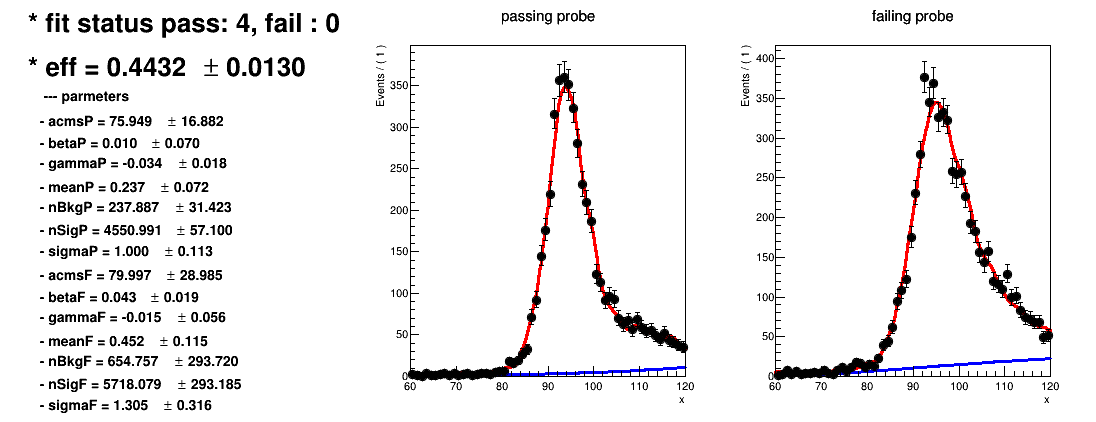 * fit status pass: 4, fail : 0
* eff = 0.4432 ± 0.0130
--- parmeters
- acmsP = 75.949 ± 16.882
- betaP = 0.010 ± 0.070
- gammaP = -0.034 ± 0.018
- meanP = 0.237 ± 0.072
- nBkgP = 237.887 ± 31.423
- nSigP = 4550.991 ± 57.100
- sigmaP = 1.000 ± 0.113
- acmsF = 79.997 ± 28.985
- betaF = 0.043 ± 0.019
- gammaF = -0.015 ± 0.056
- meanF = 0.452 ± 0.115
- nBkgF = 654.757 ± 293.720
- nSigF = 5718.079 ± 293.185
- sigmaF = 1.305 ± 0.316
passing probe
Events / ( 1 )
350
300
250
200
150
100
50
0
60 70 80 90 100 110 120
x
failing probe
Events / ( 1 )
400
350
300
250
200
150
100
50
0
60 70 80 90 100 110 120
x